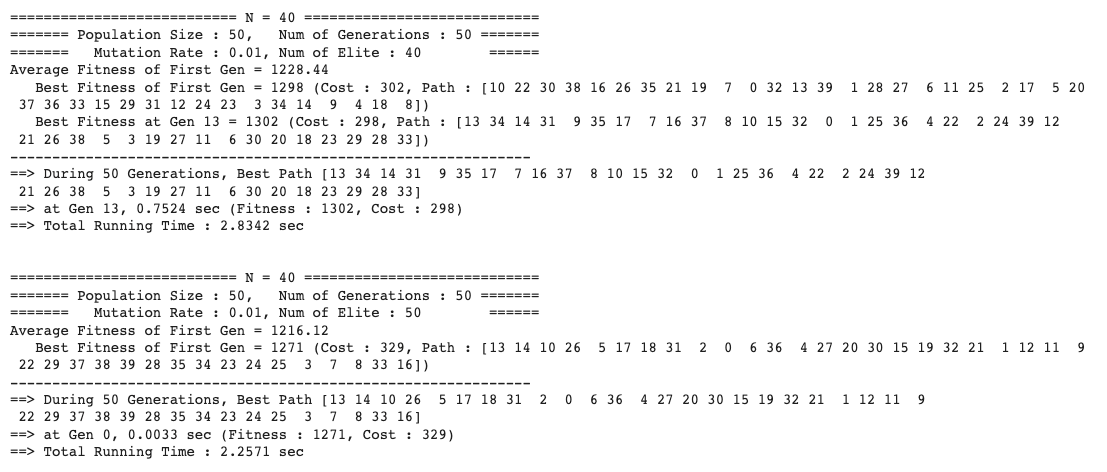 =========================== N = 40 ============================
======= Population Size : 50,   Num of Generations : 50 =======
=======   Mutation Rate : 0.01, Num of Elite : 40        ======
Average Fitness of First Gen = 1228.44
   Best Fitness of First Gen = 1298 (Cost : 302, Path : [10 22 30 38 16 26 35 21 19  7  0 32 13 39  1 28 27  6 11 25  2 17  5 20
 37 36 33 15 29 31 12 24 23  3 34 14  9  4 18  8])
   Best Fitness at Gen 13 = 1302 (Cost : 298, Path : [13 34 14 31  9 35 17  7 16 37  8 10 15 32  0  1 25 36  4 22  2 24 39 12
 21 26 38  5  3 19 27 11  6 30 20 18 23 29 28 33])
--------------------------------------------------------------
==> During 50 Generations, Best Path [13 34 14 31  9 35 17  7 16 37  8 10 15 32  0  1 25 36  4 22  2 24 39 12
 21 26 38  5  3 19 27 11  6 30 20 18 23 29 28 33]
==> at Gen 13, 0.7524 sec (Fitness : 1302, Cost : 298)
==> Total Running Time : 2.8342 sec
=========================== N = 40 ============================
======= Population Size : 50,   Num of Generations : 50 =======
=======   Mutation Rate : 0.01, Num of Elite : 50        ======
Average Fitness of First Gen = 1216.12
   Best Fitness of First Gen = 1271 (Cost : 329, Path : [13 14 10 26  5 17 18 31  2  0  6 36  4 27 20 30 15 19 32 21  1 12 11  9
 22 29 37 38 39 28 35 34 23 24 25  3  7  8 33 16])
--------------------------------------------------------------
==> During 50 Generations, Best Path [13 14 10 26  5 17 18 31  2  0  6 36  4 27 20 30 15 19 32 21  1 12 11  9
 22 29 37 38 39 28 35 34 23 24 25  3  7  8 33 16]
==> at Gen 0, 0.0033 sec (Fitness : 1271, Cost : 329)
==> Total Running Time : 2.2571 sec